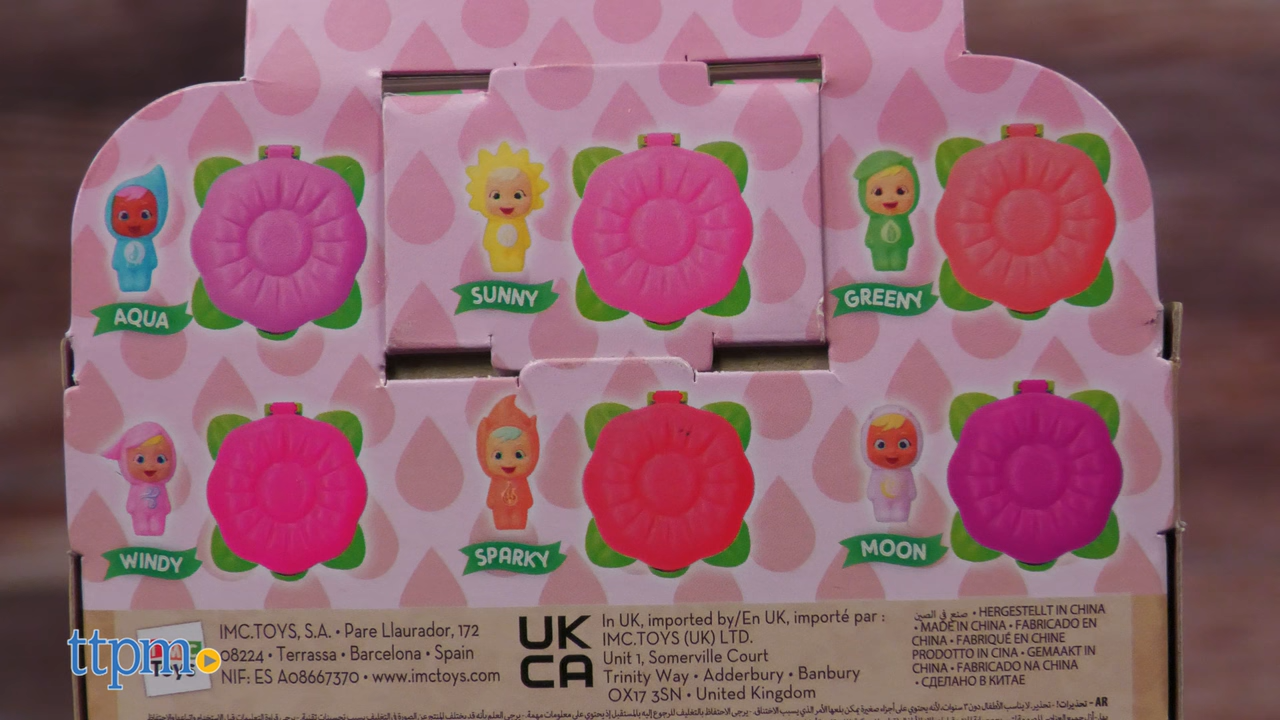 AQUA
SUNNY
GREENY
WINDY
SPARKY
MOON
ttpm
Toys
IMC.TOYS, S.A. • Pare Llaurador, 172
08224 • Terrassa • Barcelona • Spain
NIF: ES A08667370 • www.imctoys.com
UK
CA
In UK, imported by/En UK, importé par :
IMC.TOYS (UK) LTD.
Unit 1, Somerville Court
Trinity Way • Adderbury • Banbury
OX17 3SN • United Kingdom
صنع في الصين • HERGESTELLT IN CHINA
• MADE IN CHINA • FABRICADO EN
CHINA • FABRIQUÉ EN CHINE
PRODOTTO IN CINA • GEMAAKT IN
CHINA • FABRICADO NA CHINA
• СДЕЛАНО В КИТАЕ